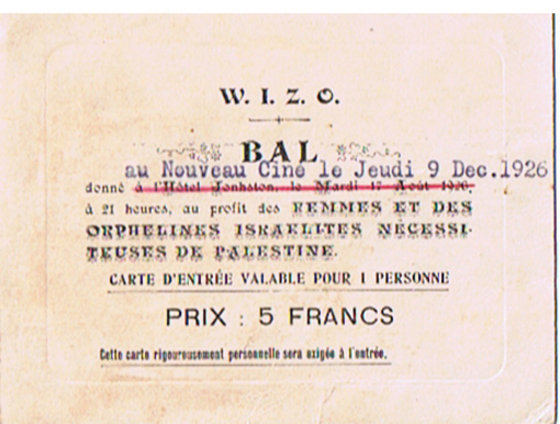 W. I. Z. O.
BAL
au Nouveau Ciné le Jeudi 9 Dec.1926
donné à l'Hôtel Jonhston, le Mardi 17 Août 1926,
à 21 heures, au profit des FEMMES ET DES
ORPHELINES ISRAELITES NÉCESSI-
TEUSES DE PALESTINE.
CARTE D'ENTRÉE VALABLE POUR 1 PERSONNE
PRIX : 5 FRANCS
Cette carte rigoureusement personnelle sera exigée à l'entrée.